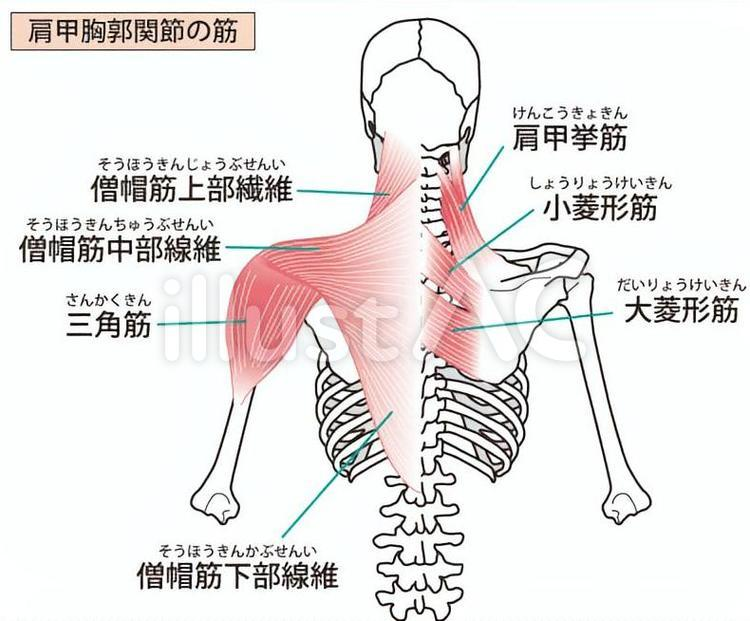 肩甲胸郭関節の筋
けんこうきょきん
肩甲挙筋
そうほうきんじょうぶせんい
僧帽筋上部繊維
しょうりょうけいきん
小菱形筋
そうほうきんちゅうぶせんい
僧帽筋中部線維
だいりょうけいきん
大菱形筋
さんかくきん
三角筋
illust AC
そうほうきんかぶせんい
僧帽筋下部線維